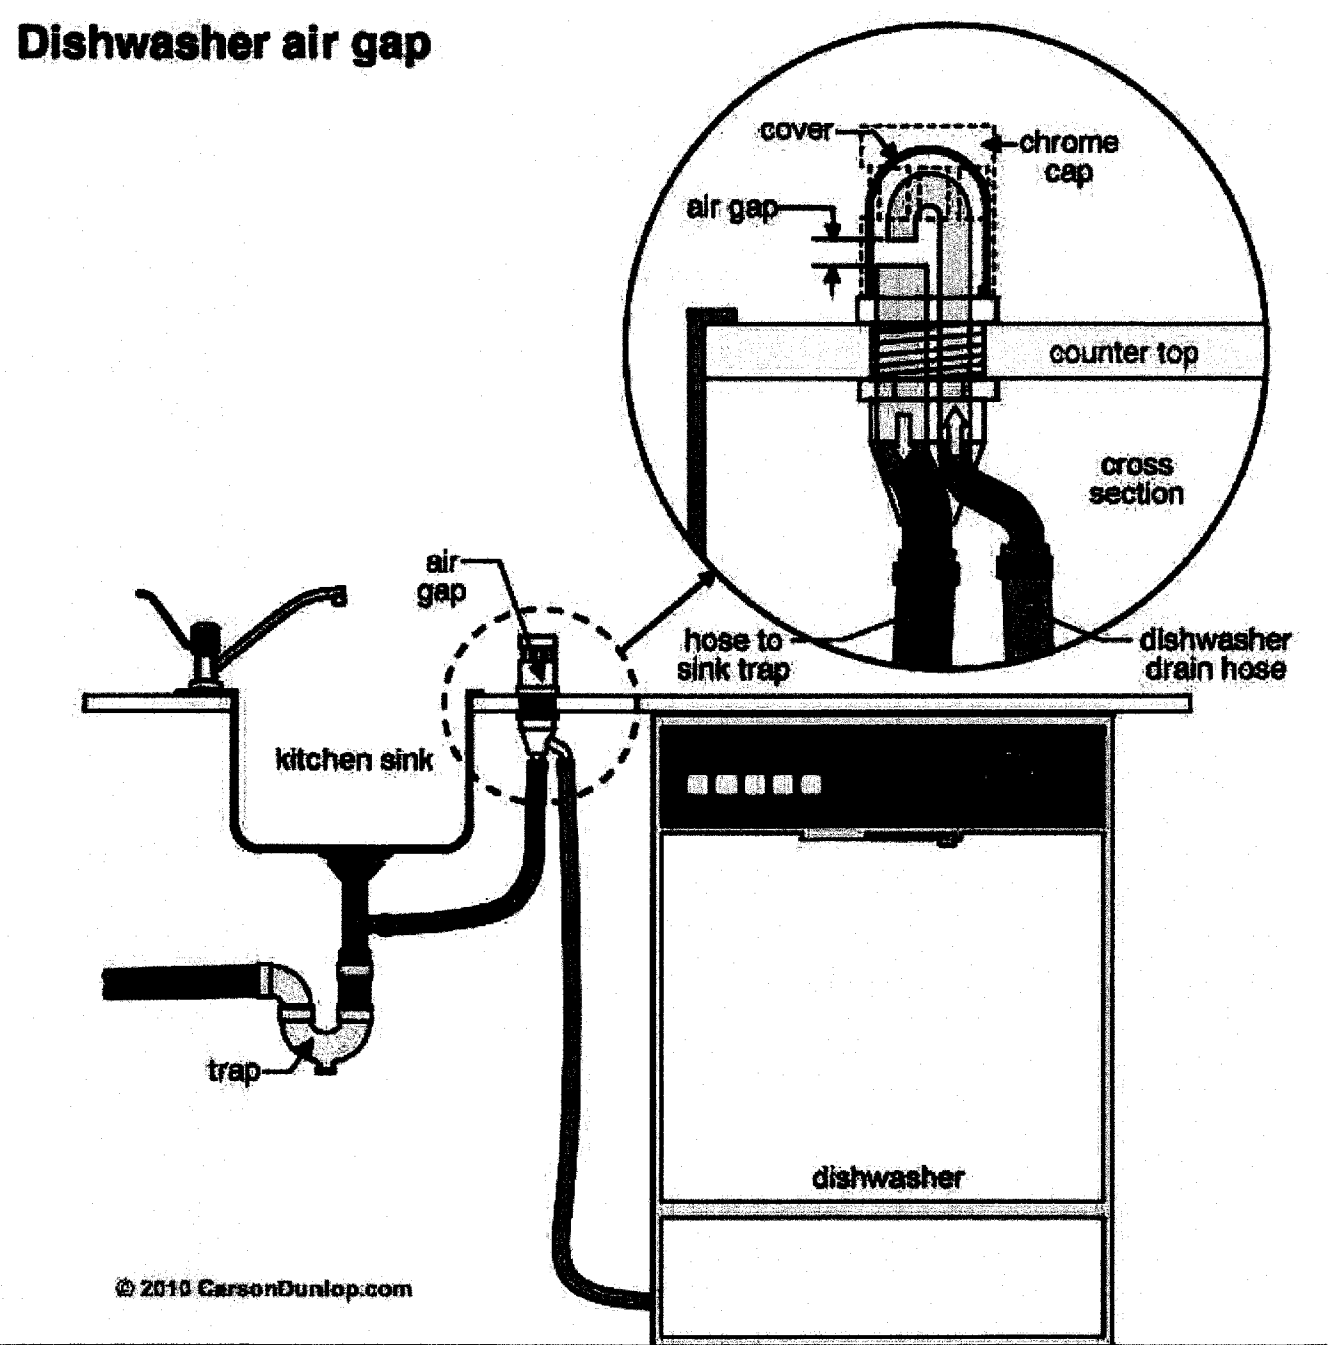 Dishwasher air gap
cover
chrome
cap
air gap
counter top
cross
section
air
gap
hose to
sink trap
dishwasher
drain hose
kitchen sink
trap
dishwasher
© 2010 CarsonDunlop.com